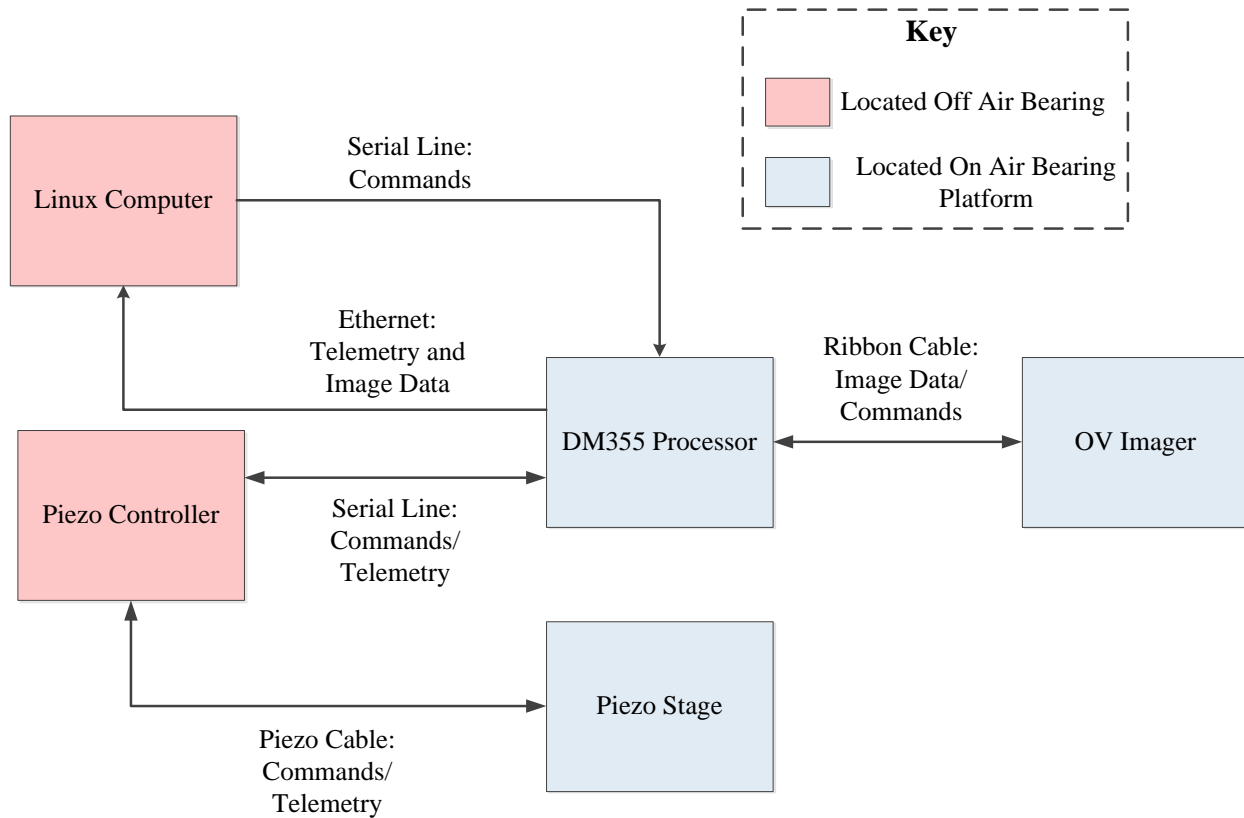 Key
Located Off Air Bearing
Located On Air Bearing
Platform
Linux Computer
Serial Line:
Commands
Ethernet:
Telemetry and
Image Data
DM355 Processor
Ribbon Cable:
Image Data/
Commands
OV Imager
Piezo Controller
Serial Line:
Commands/
Telemetry
Piezo Stage
Piezo Cable:
Commands/
Telemetry